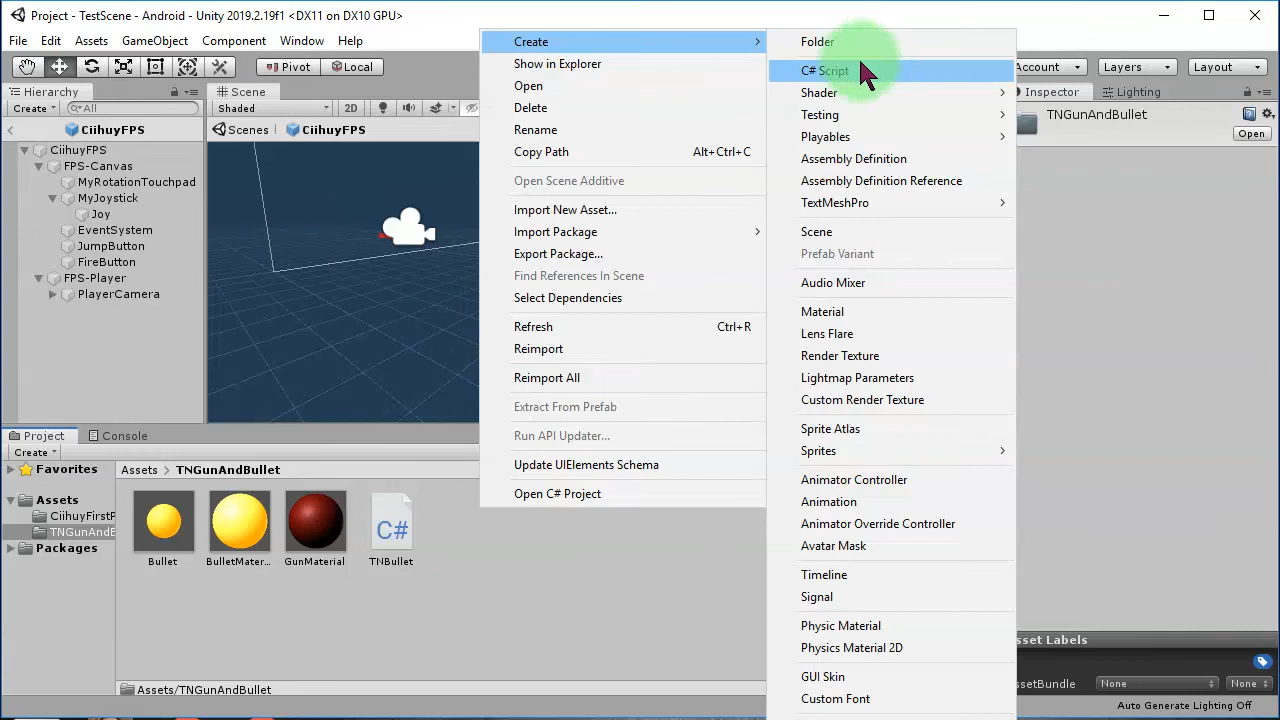 Project - TestScene - Android - Unity 2019.2.19f1 <DX11 on DX10 GPU>
File Edit Assets GameObject Component Window Help
Pivot Local Account Layers Layout
Hierarchy
Create All
CiihuyFPS
CiihuyFPS
FPS-Canvas
MyRotationTouchpad
MyJoystick
Joy
EventSystem
JumpButton
FireButton
FPS-Player
PlayerCamera
Scene
Shaded 2D
Scenes CiihuyFPS
Create
Show in Explorer
Open
Delete
Rename
Copy Path Alt+Ctrl+C
Open Scene Additive
Import New Asset...
Import Package
Export Package...
Find References In Scene
Select Dependencies
Refresh Ctrl+R
Reimport
Reimport All
Extract From Prefab
Run API Updater...
Update UIElements Schema
Open C# Project
Folder
C# Script
Shader
Testing
Playables
Assembly Definition
Assembly Definition Reference
TextMeshPro
Scene
Prefab Variant
Audio Mixer
Material
Lens Flare
Render Texture
Lightmap Parameters
Custom Render Texture
Sprite Atlas
Sprites
Animator Controller
Animation
Animator Override Controller
Avatar Mask
Timeline
Signal
Physic Material
Physics Material 2D
GUI Skin
Custom Font
Inspector Lighting
TNGunAndBullet
Open
Project Console
Create
Favorites
Assets
CiihuyFirstP
TNGunAndB
Packages
Assets > TNGunAndBullet
C#
Bullet BulletMater... GunMaterial TNBullet
Assets/TNGunAndBullet
sset Labels
ssetBundle None None
Auto Generate Lighting Off